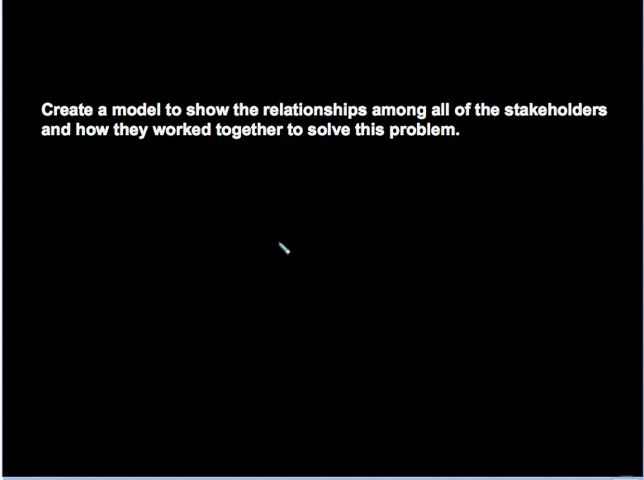 Create a model to show the relationships among all of the stakeholders
and how they worked together to solve this problem.